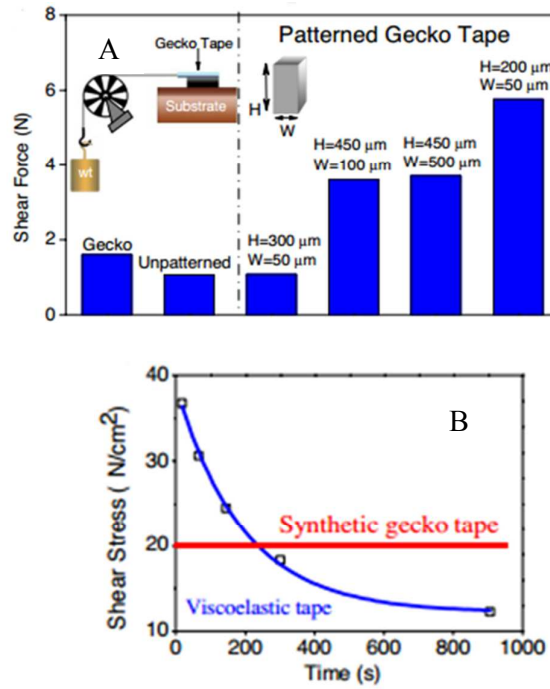 8
6
4
2
0
Shear Force (N)
A
Gecko Tape
Substrate
wt
Patterned Gecko Tape
H
W
Gecko
Unpatterned
H=300 μm
W=50 μm
H=450 μm
W=100 μm
H=450 μm
W=500 μm
H=200 μm
W=50 μm
40
30
20
10
Shear Stress ( N/cm²)
B
Synthetic gecko tape
Viscoelastic tape
0 200 400 600 800 1000
Time (s)